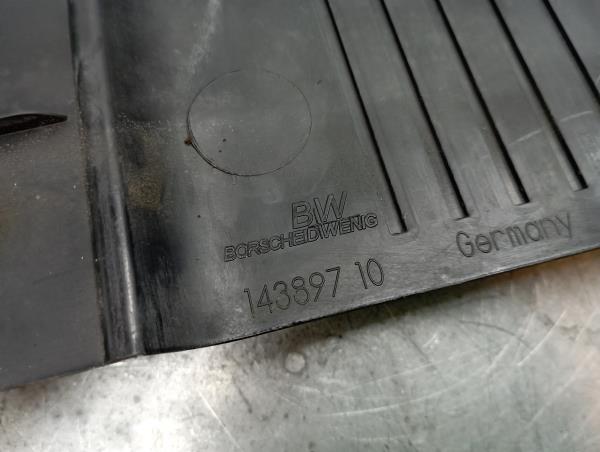 BW
BORSCHEIDWENIG
143897 10
Germany